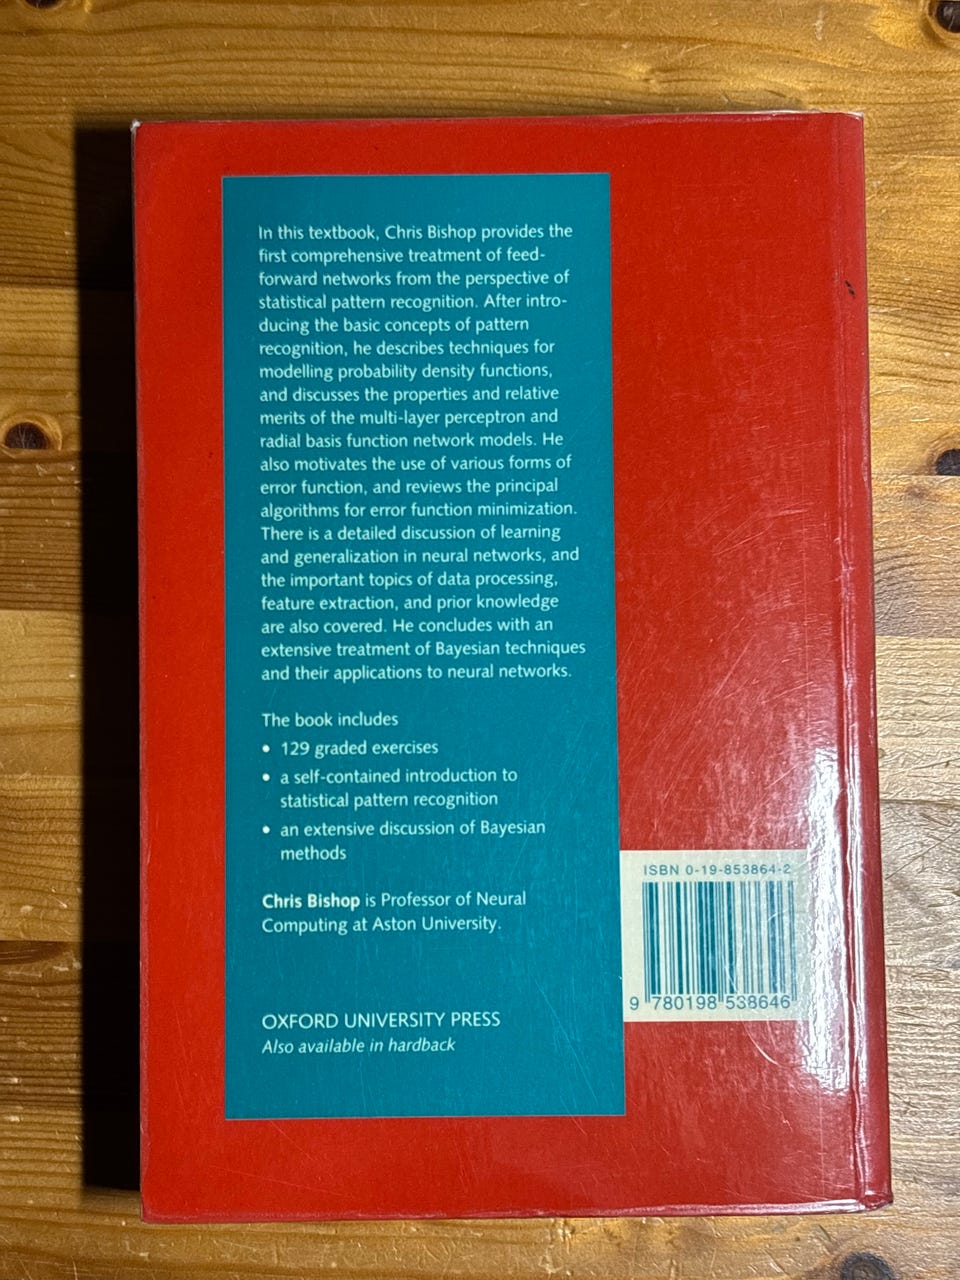 In this textbook, Chris Bishop provides the
first comprehensive treatment of feed-
forward networks from the perspective of
statistical pattern recognition. After intro-
ducing the basic concepts of pattern
recognition, he describes techniques for
modelling probability density functions,
and discusses the properties and relative
merits of the multi-layer perceptron and
radial basis function network models. He
also motivates the use of various forms of
error function, and reviews the principal
algorithms for error function minimization.
There is a detailed discussion of learning
and generalization in neural networks, and
the important topics of data processing,
feature extraction, and prior knowledge
are also covered. He concludes with an
extensive treatment of Bayesian techniques
and their applications to neural networks.
The book includes
• 129 graded exercises
• a self-contained introduction to
statistical pattern recognition
• an extensive discussion of Bayesian
methods
Chris Bishop is Professor of Neural
Computing at Aston University.
OXFORD UNIVERSITY PRESS
Also available in hardback
ISBN 0-19-853864-2
9 780198 538646